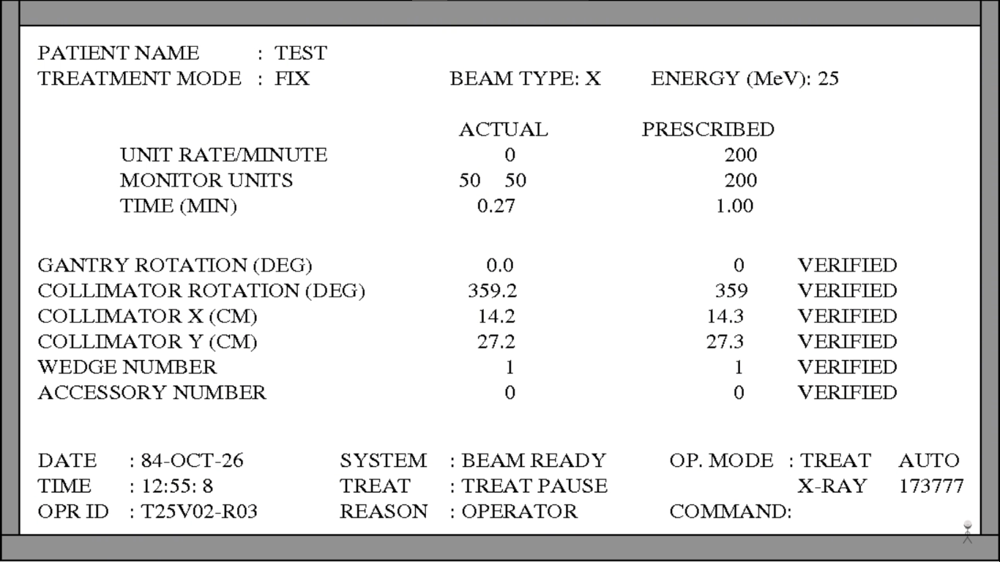 PATIENT NAME : TEST
TREATMENT MODE : FIX BEAM TYPE: X ENERGY (MeV): 25
ACTUAL PRESCRIBED
UNIT RATE/MINUTE 0 200
MONITOR UNITS 50 50 200
TIME (MIN) 0.27 1.00
GANTRY ROTATION (DEG) 0.0 0 VERIFIED
COLLIMATOR ROTATION (DEG) 359.2 359 VERIFIED
COLLIMATOR X (CM) 14.2 14.3 VERIFIED
COLLIMATOR Y (CM) 27.2 27.3 VERIFIED
WEDGE NUMBER 1 1 VERIFIED
ACCESSORY NUMBER 0 0 VERIFIED
DATE : 84-OCT-26 SYSTEM : BEAM READY OP. MODE : TREAT AUTO
TIME : 12:55: 8 TREAT : TREAT PAUSE X-RAY 173777
OPR ID : T25V02-R03 REASON : OPERATOR COMMAND: